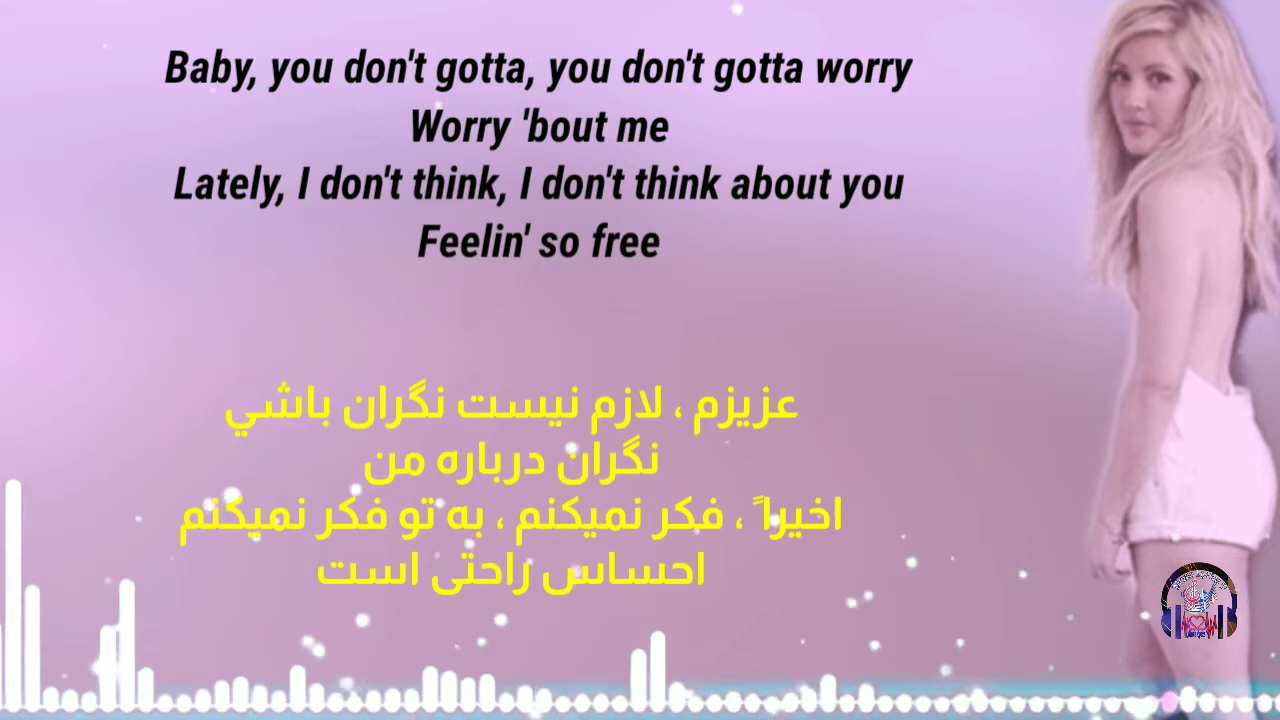 Baby, you don't gotta, you don't gotta worry
Worry 'bout me
Lately, I don't think, I don't think about you
Feelin' so free
عزیزم ، لازم نیست نگران باشي
نگران درباره من
اخیرا ً ، فکر نمیکنم ، به تو فکر نمیکنم
احساس راحتی است